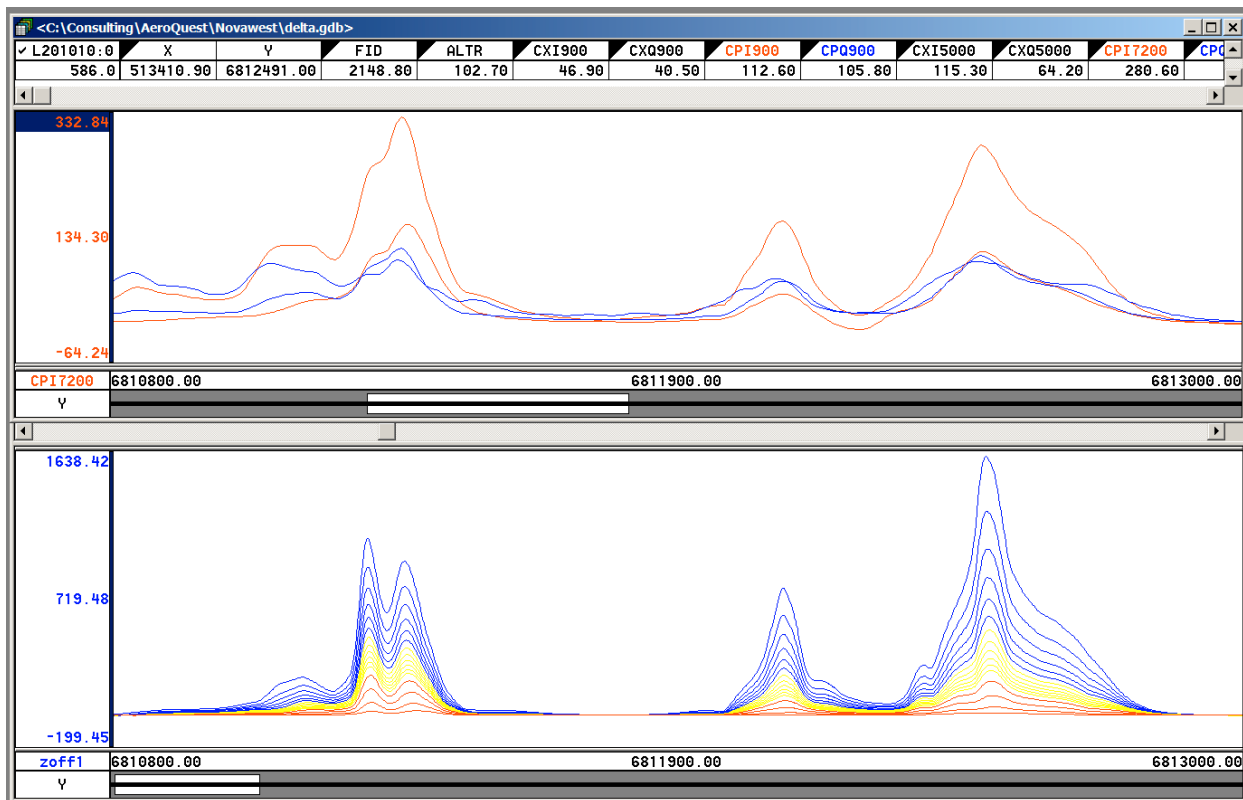 <C:\Consulting\AeroQuest\Novawest\delta.gdb>
✓ L201010:0 X Y FID ALTR CXI900 CXQ900 CPI900 CPQ900 CXI5000 CXQ5000 CPI7200
586.0 513410.90 6812491.00 2148.80 102.70 46.90 40.50 112.60 105.80 115.30 64.20 280.60
332.84
134.30
-64.24
CPI7200 6810800.00 6811900.00 6813000.00
Y
1638.42
719.48
-199.45
zoff1 6810800.00 6811900.00 6813000.00
Y